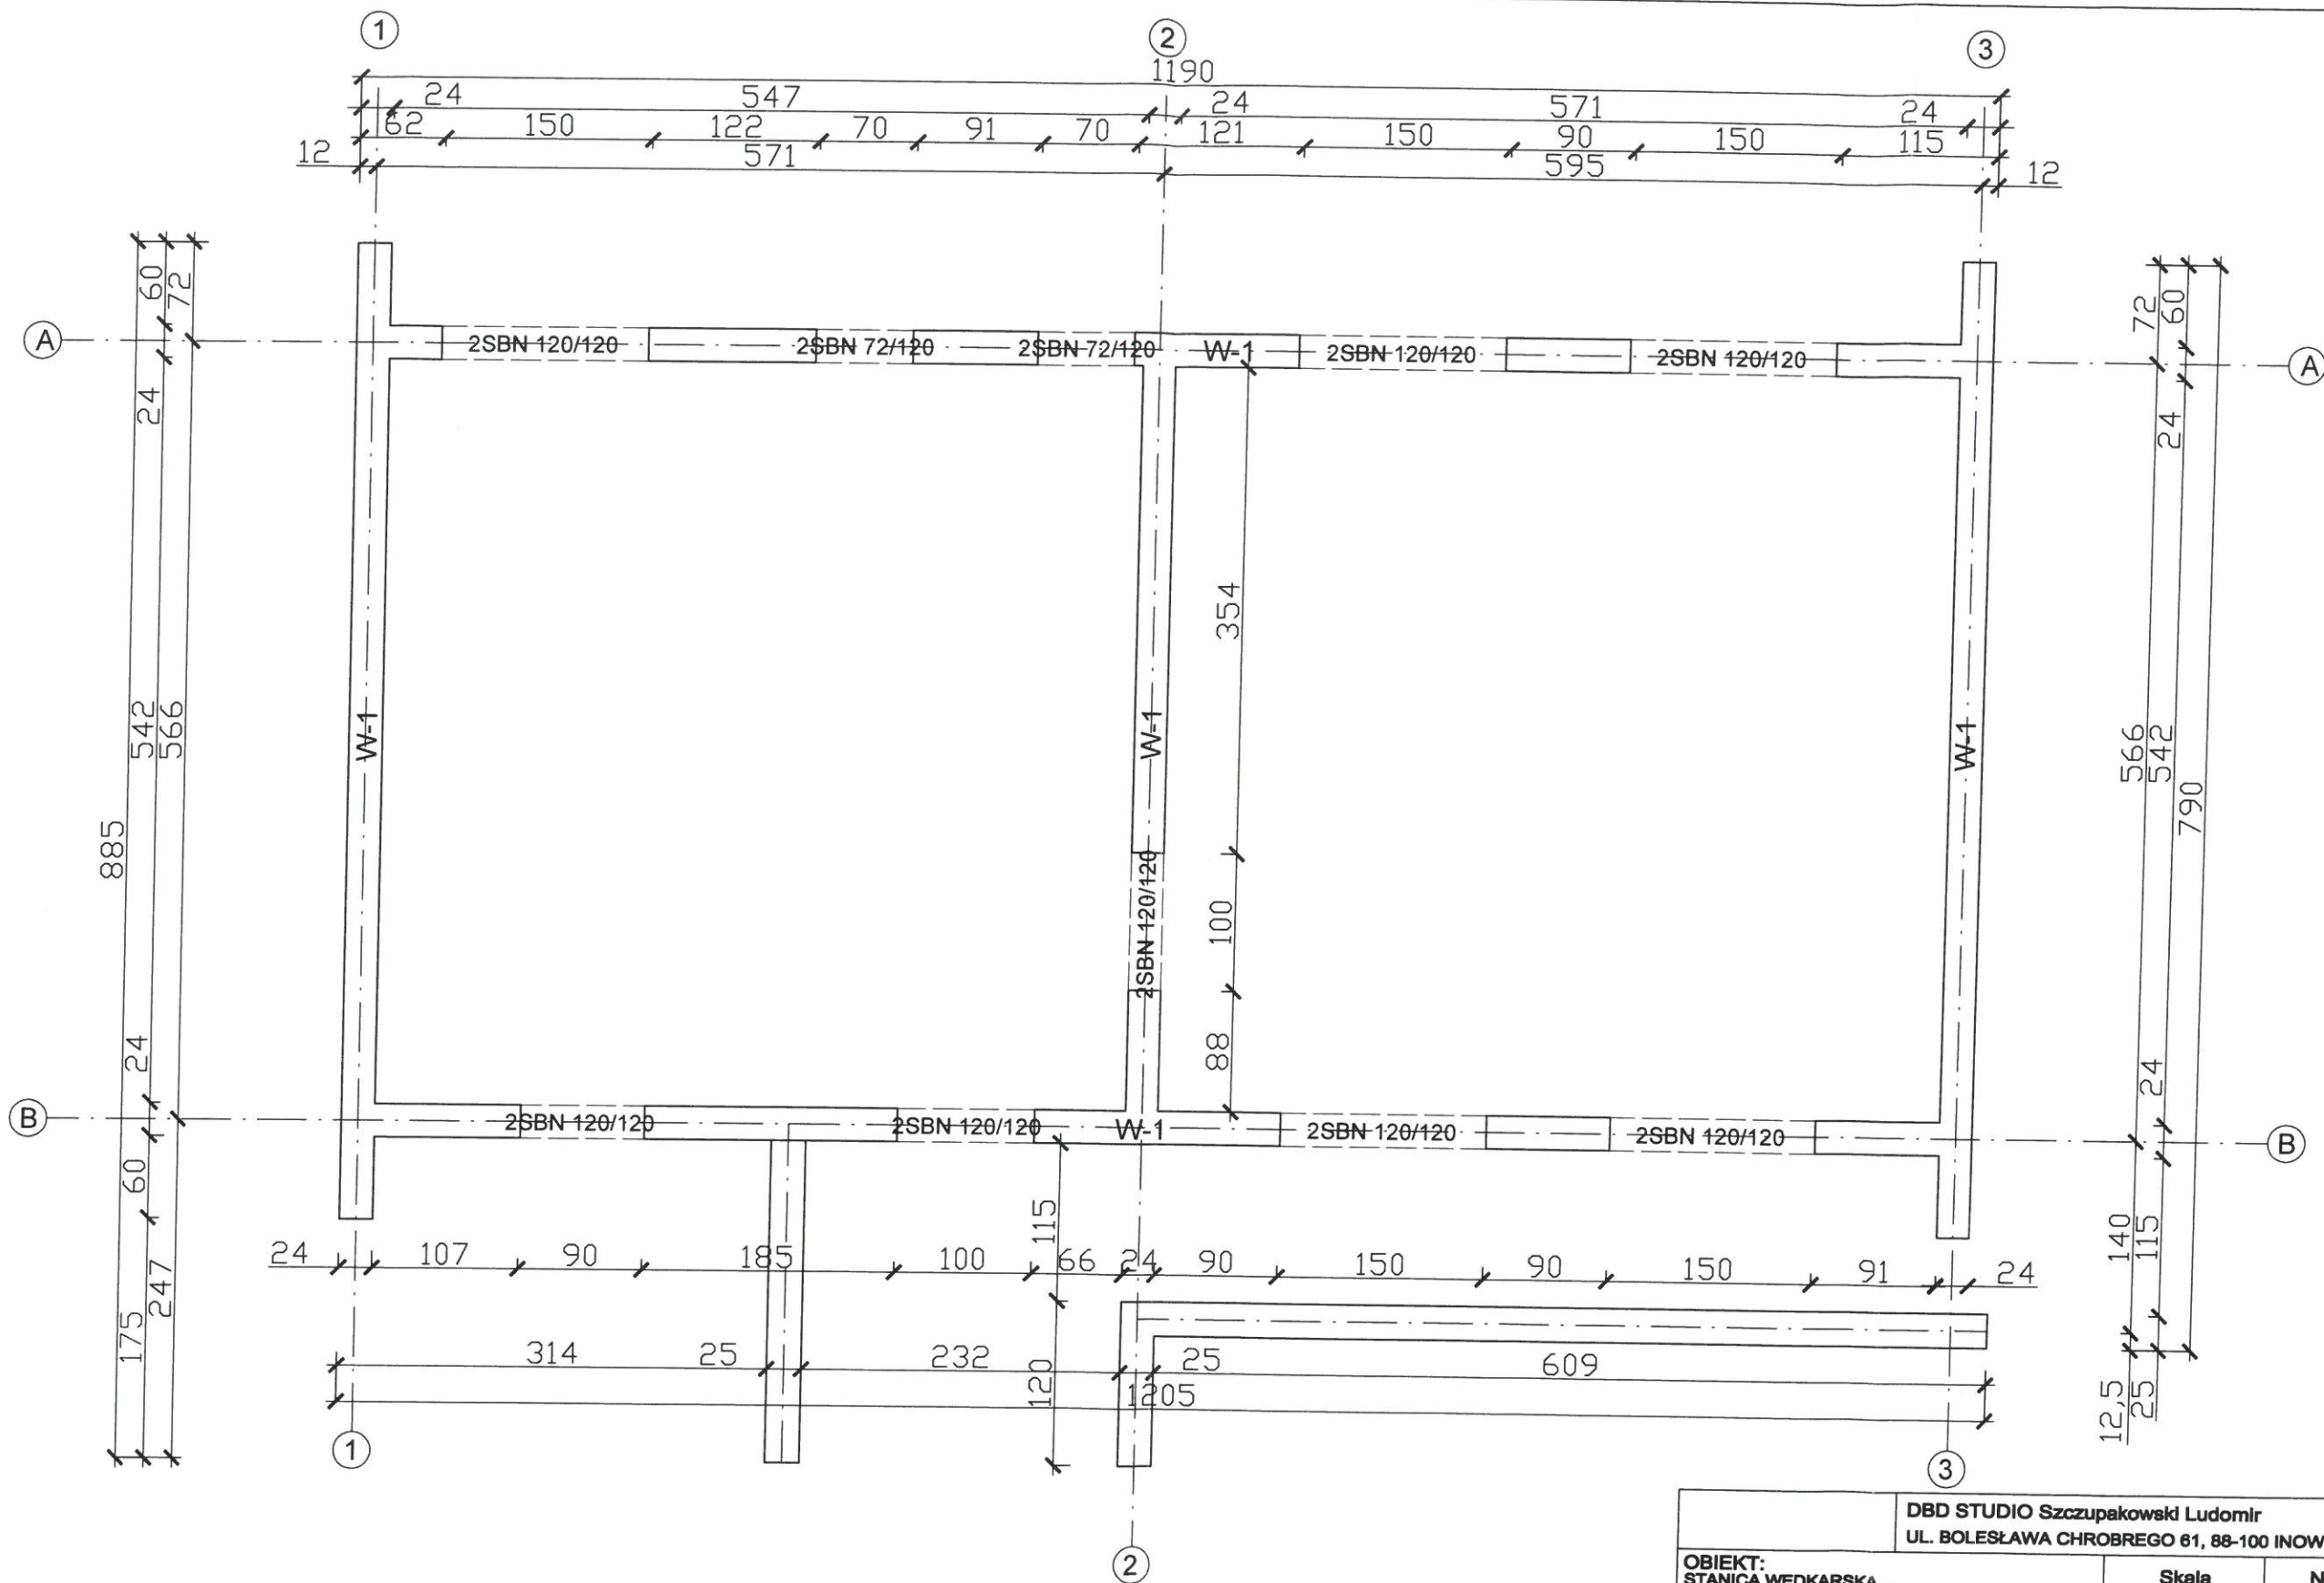 1 2 3
1190
24 547 24 571 24
62 150 122 70 91 70 121 150 90 150 115
12 571 595 12
60 72
72 60
A 2SBN 120/120 2SBN 72/120 2SBN 72/120 W-1 2SBN 120/120 2SBN 120/120 A
24
24
354
W-1 W-1 W-1
542 566
566 542
790
885
2SBN 120/120
100
88
24
24
B 2SBN 120/120 2SBN 120/120 W-1 2SBN 120/120 2SBN 120/120 B
60
115
140 115
24 107 90 185 100 66 24 90 150 90 150 91 24
175 247
314 25 232 25 609
120
1205
12,5 25
1 3
2
DBD STUDIO Szczupakowski Ludomir
UL. BOLESŁAWA CHROBREGO 61, 88-100 INOW
OBIEKT:
STANICA WĘDKARSKA
Skala N